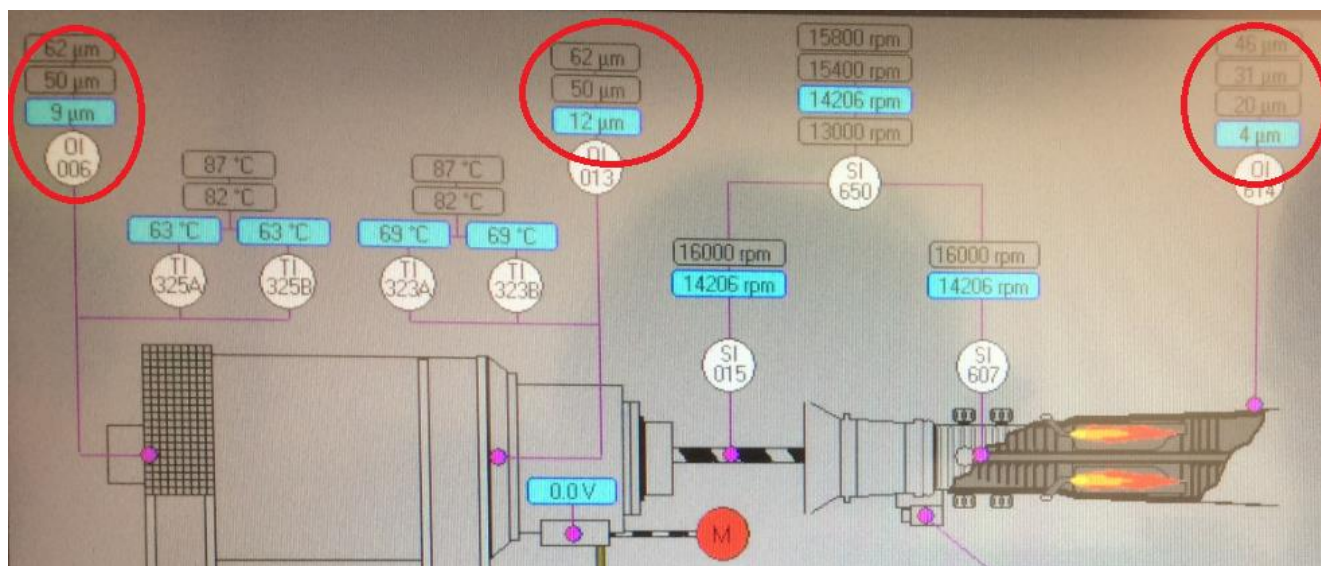 62 µm
50 µm
9 µm
OI
006
87 °C
82 °C
63 °C
63 °C
TI
325A
TI
325B
87 °C
82 °C
69 °C
69 °C
TI
323A
TI
323B
62 µm
50 µm
12 µm
OI
013
15800 rpm
15400 rpm
14206 rpm
13000 rpm
SI
650
16000 rpm
14206 rpm
SI
015
16000 rpm
14206 rpm
SI
607
46 µm
31 µm
20 µm
4 µm
OI
614
0.0 V
M